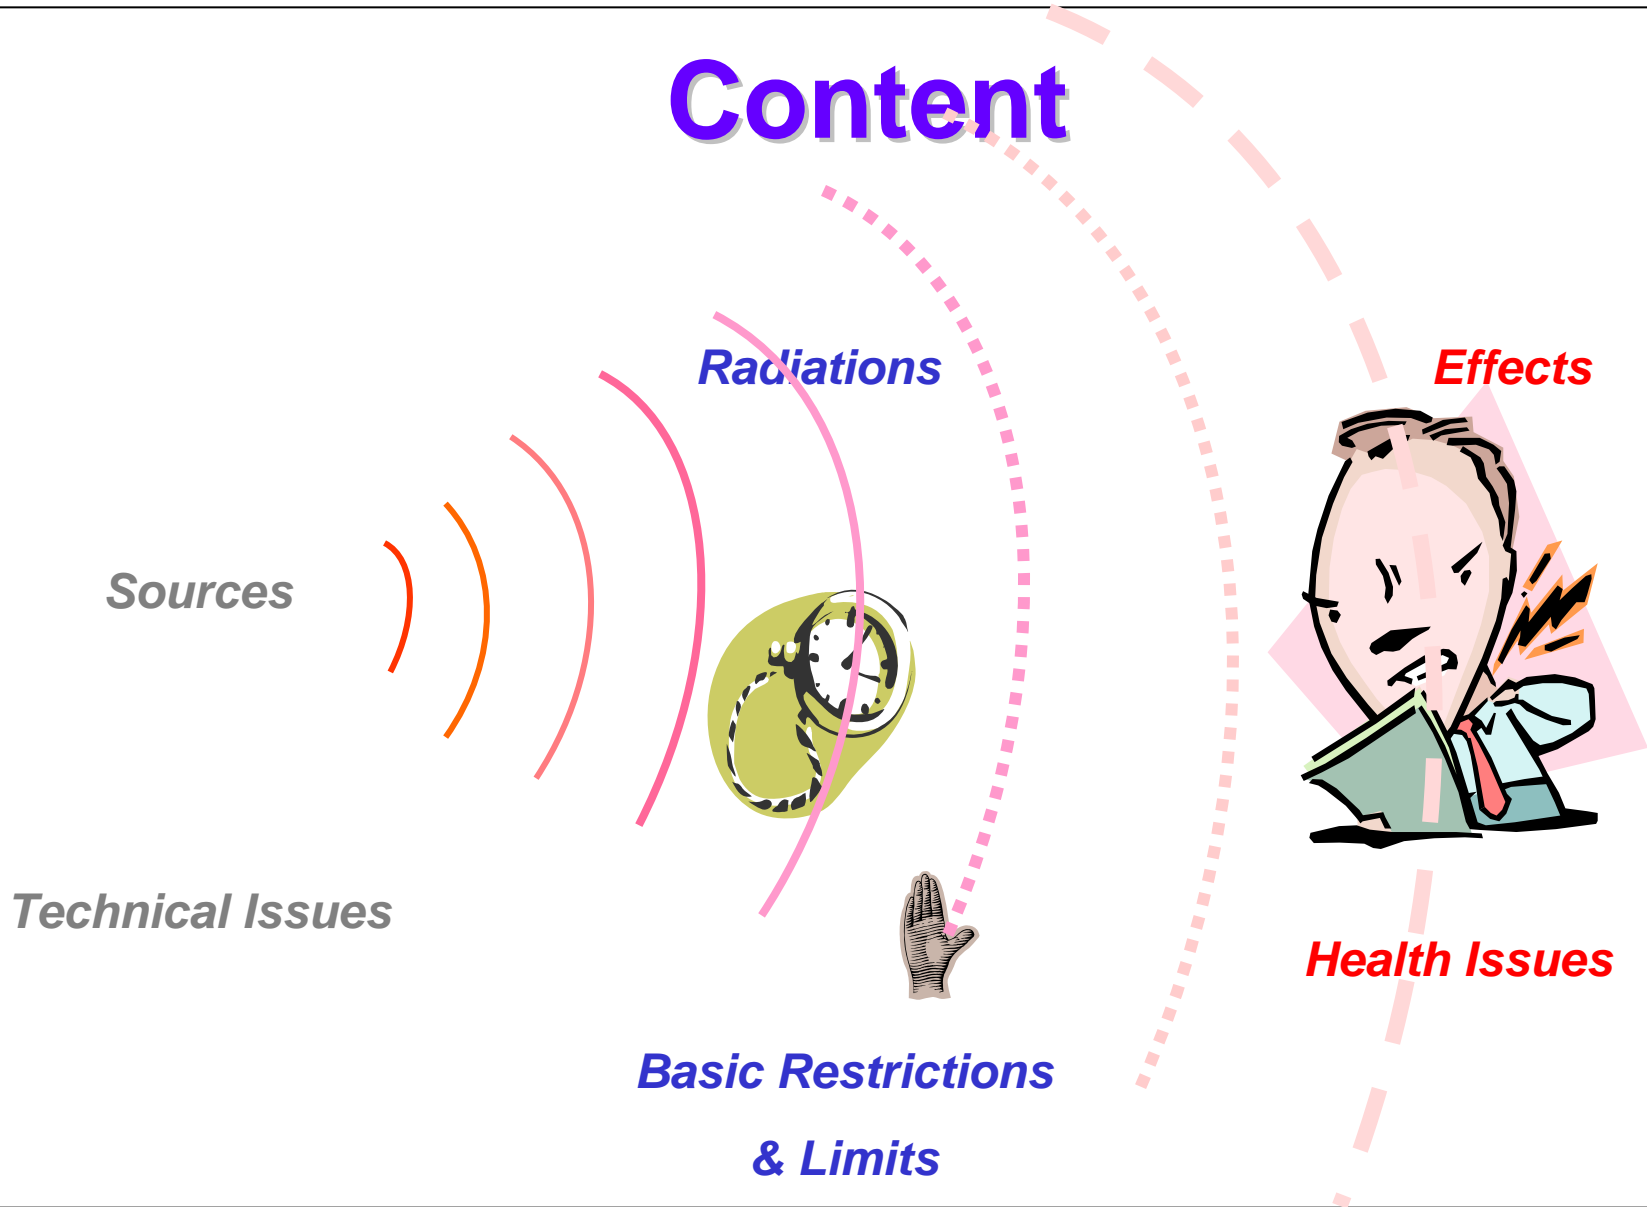 Content
Radiations
Effects
Sources
Technical Issues
Health Issues
Basic Restrictions
& Limits